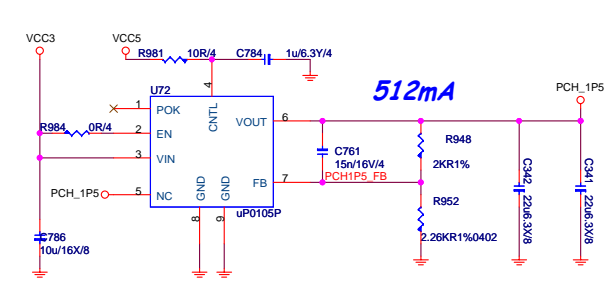 VCC3
VCC5
R981
10R/4
C784
1u/6.3Y/4
U72
4
512mA
PCH_1P5
1
POK
CNTL
VOUT
6
R984
0R/4
2
EN
C761
15n/16V/4
R948
2KR1%
3
VIN
PCH1P5_FB
C342
22u6.3X/8
C341
22u6.3X/8
PCH_1P5
5
NC
GND
GND
FB
7
R952
uP0105P
8
9
C786
10u/16X/8
2.26KR1%0402